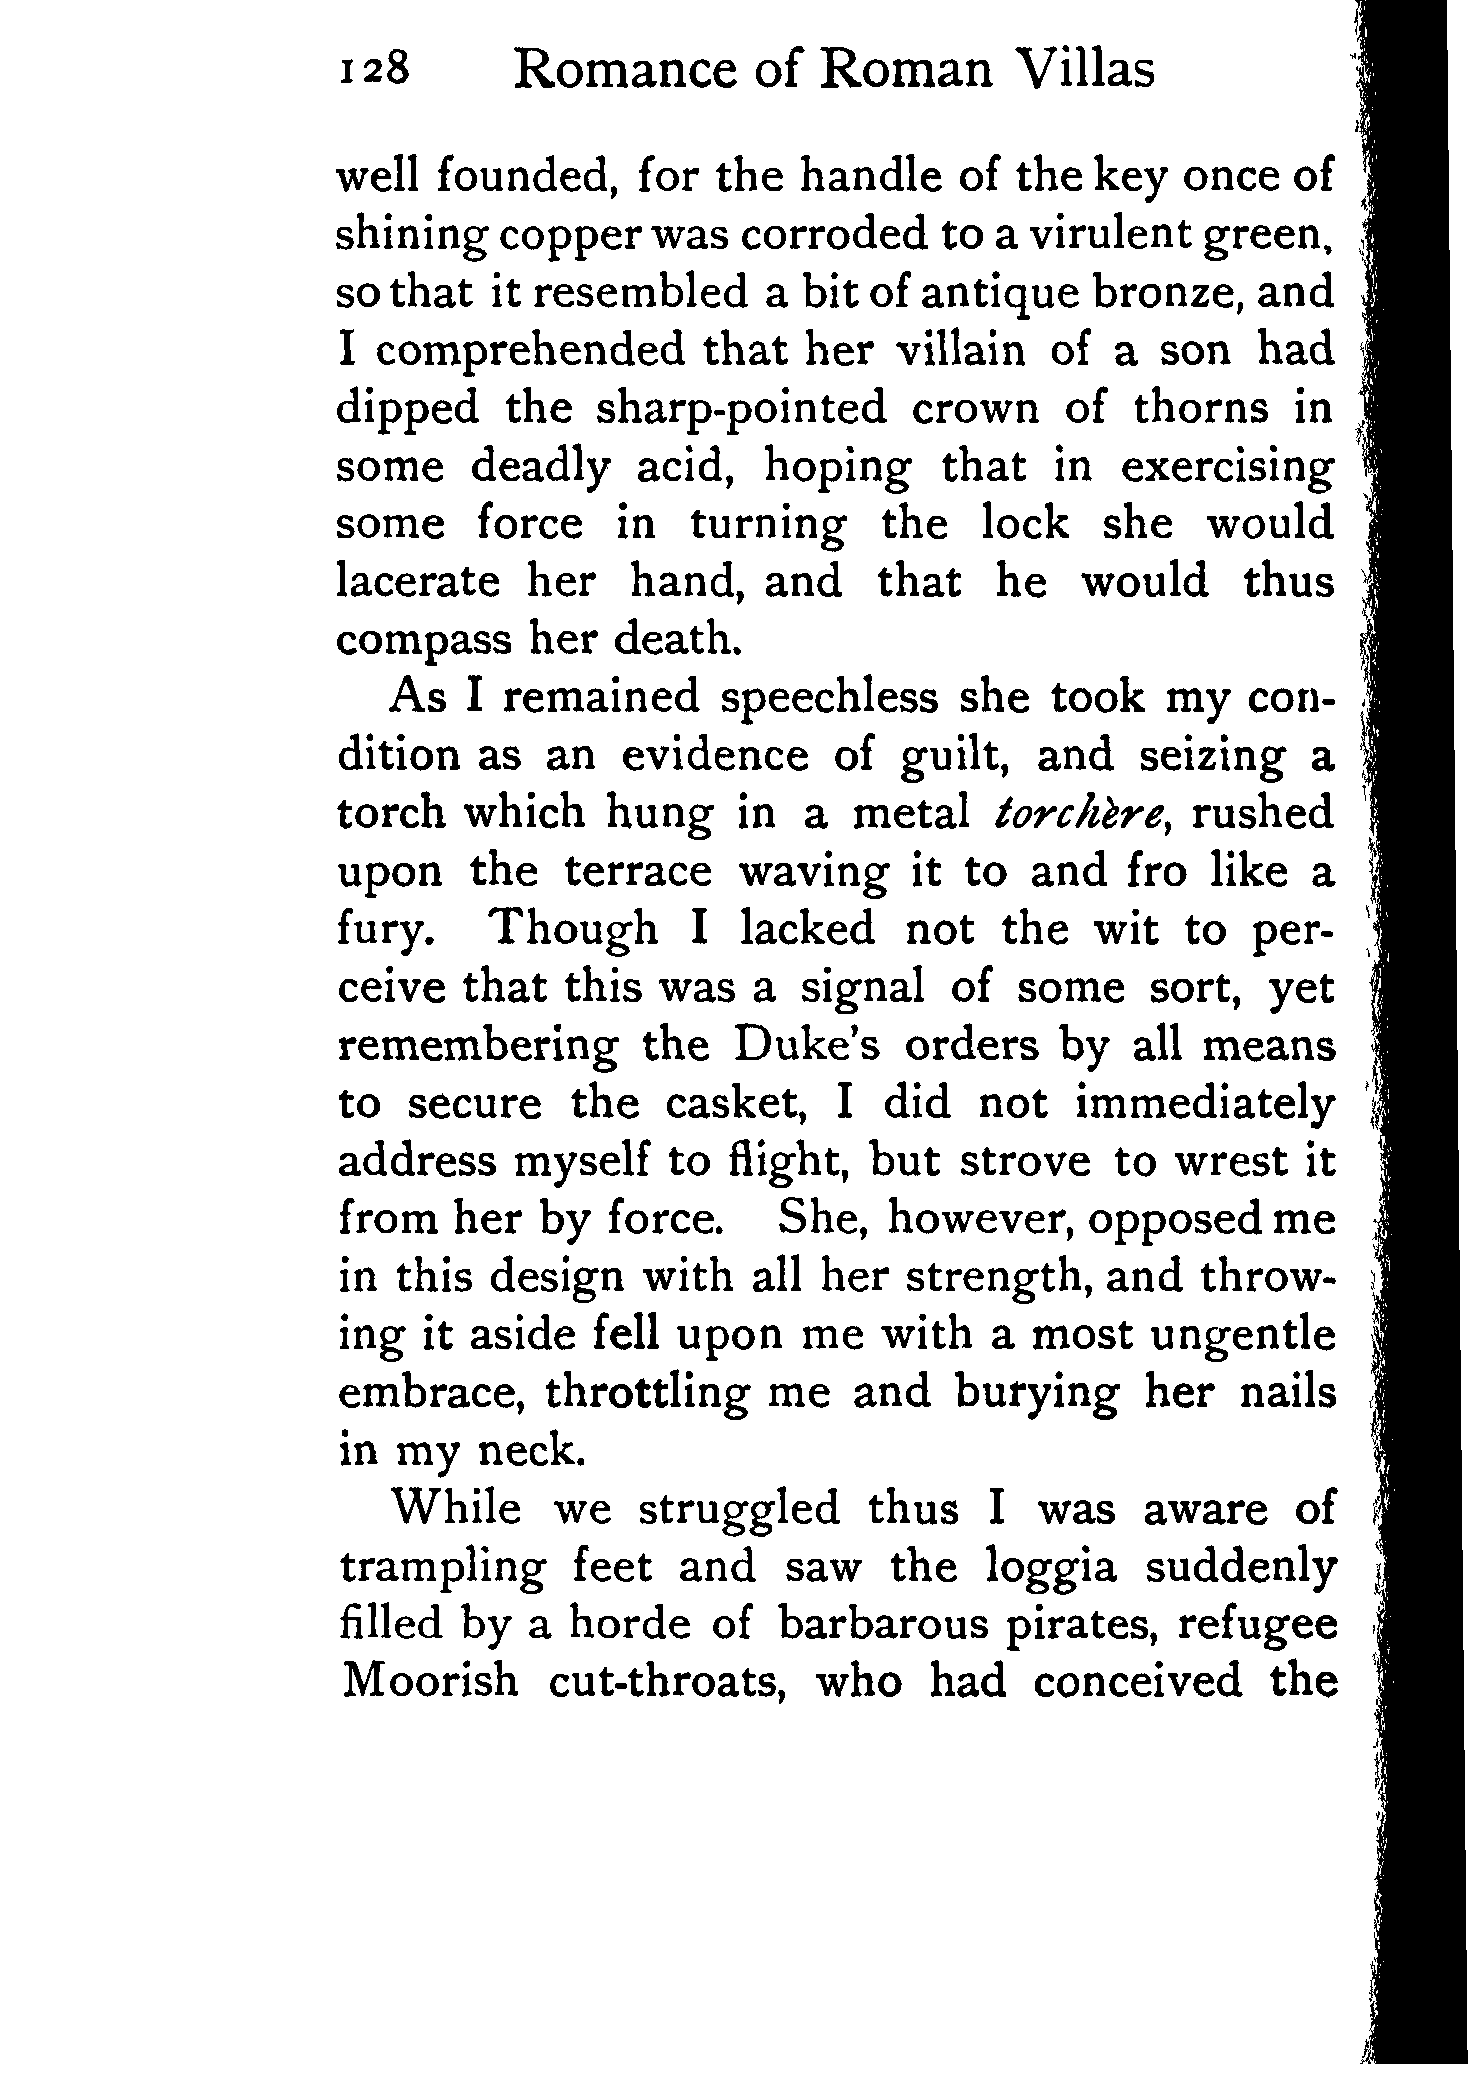 128 Romance of Roman Villas
well founded, for the handle of the key once of
shining copper was corroded to a virulent green,
so that it resembled a bit of antique bronze, and
I comprehended that her villain of a son had
dipped the sharp-pointed crown of thorns in
some deadly acid, hoping that in exercising
some force in turning the lock she would
lacerate her hand, and that he would thus
compass her death.
As I remained speechless she took my con-
dition as an evidence of guilt, and seizing a
torch which hung in a metal torchère, rushed
upon the terrace waving it to and fro like a
fury. Though I lacked not the wit to per-
ceive that this was a signal of some sort, yet
remembering the Duke's orders by all means
to secure the casket, I did not immediately
address myself to flight, but strove to wrest it
from her by force. She, however, opposed me
in this design with all her strength, and throw-
ing it aside fell upon me with a most ungentle
embrace, throttling me and burying her nails
in my neck.
While we struggled thus I was aware of
trampling feet and saw the loggia suddenly
filled by a horde of barbarous pirates, refugee
Moorish cut-throats, who had conceived the